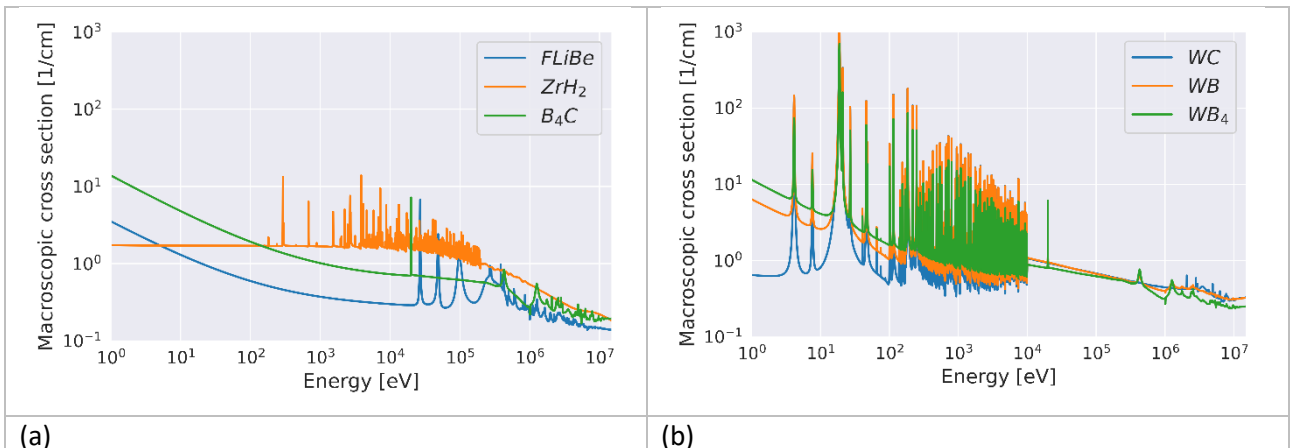 Macroscopic cross section [1/cm]
10³
10²
10¹
10⁰
10⁻¹
FLiBe
ZrH₂
B₄C
10⁰ 10¹ 10² 10³ 10⁴ 10⁵ 10⁶ 10⁷
Energy [eV]
(a)
Macroscopic cross section [1/cm]
10³
10²
10¹
10⁰
10⁻¹
WC
WB
WB₄
10⁰ 10¹ 10² 10³ 10⁴ 10⁵ 10⁶ 10⁷
Energy [eV]
(b)